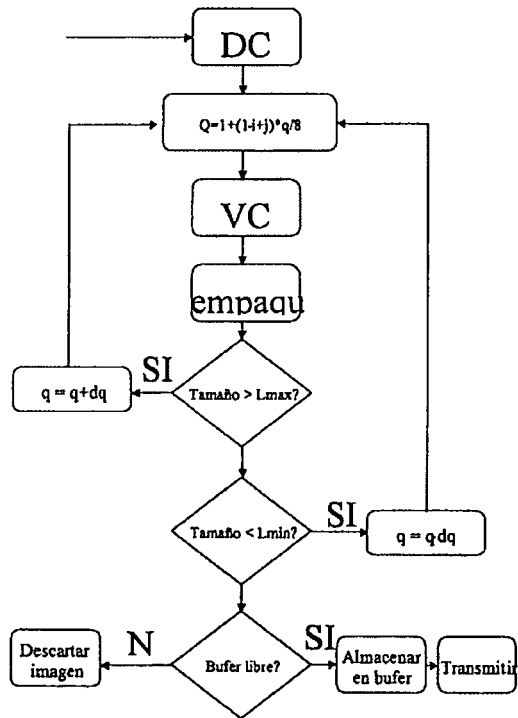 DC
Q=1+(1-i+j)*q/8
VC
empaqu
SI
Tamaño > Lmax?
q = q+dq
Tamaño < Lmin?
SI
q = q-dq
N
Bufer libre?
SI
Descartar
imagen
Almacenar
en bufer
Transmitir